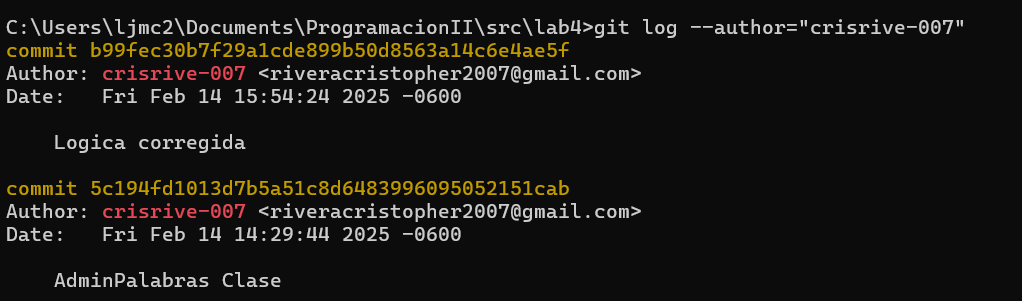 C:\Users\ljmc2\Documents\ProgramacionII\src\lab4>git log --author="crisrive-007"
commit b99fec30b7f29a1cde899b50d8563a14c6e4ae5f
Author: crisrive-007 <riveracristopher2007@gmail.com>
Date:   Fri Feb 14 15:54:24 2025 -0600
    Logica corregida
commit 5c194fd1013d7b5a51c8d6483996095052151cab
Author: crisrive-007 <riveracristopher2007@gmail.com>
Date:   Fri Feb 14 14:29:44 2025 -0600
    AdminPalabras Clase